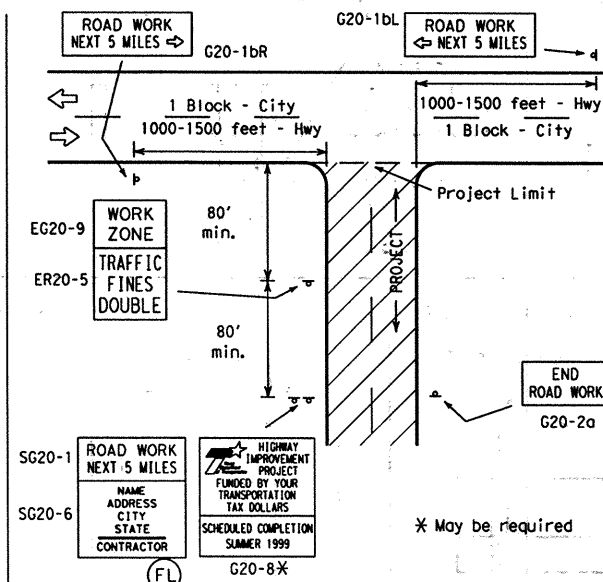 ROAD WORK
NEXT 5 MILES ⇨
G20-1bR
G20-1bL
ROAD WORK
⇦ NEXT 5 MILES
1 Block - City
1000-1500 feet - Hwy
1000-1500 feet - Hwy
1 Block - City
Project Limit
EG20-9
WORK
ZONE
ER20-5
TRAFFIC
FINES
DOUBLE
80'
min.
80'
min.
PROJECT
END
ROAD WORK
G20-2a
SG20-1
ROAD WORK
NEXT 5 MILES
SG20-6
NAME
ADDRESS
CITY
STATE
CONTRACTOR
FL
HIGHWAY
IMPROVEMENT
PROJECT
FUNDED BY YOUR
TRANSPORTATION
TAX DOLLARS
SCHEDULED COMPLETION
SUMMER 1999
G20-8*
* May be required